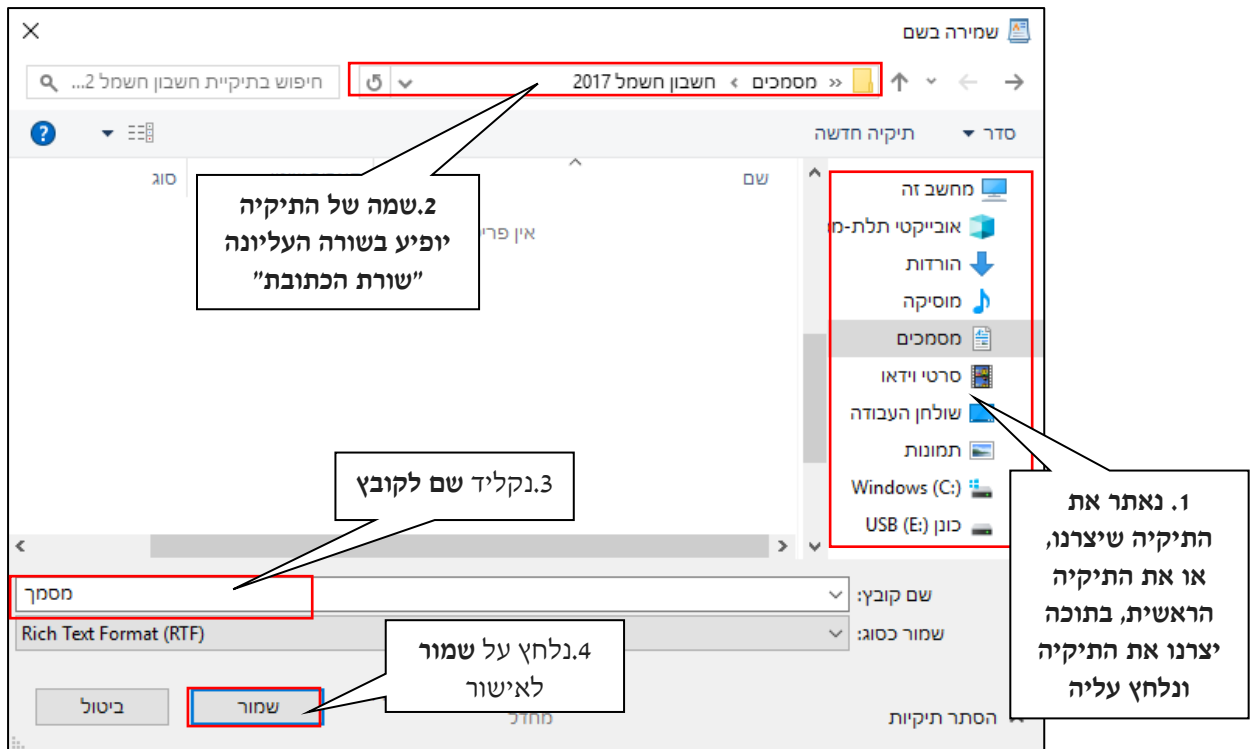 שמירה בשם
« מסמכים › חשבון חשמל 2017
חיפוש בתיקיית חשבון חשמל 2...
סדר
תיקיה חדשה
שם
סוג
מחשב זה
אובייקטי תלת-
הורדות
מוסיקה
מסמכים
סרטי וידאו
שולחן העבודה
תמונות
Windows (C:)
כונן USB (E:)
אין
2.שמה של התיקיה
יופיע בשורה העליונה
"שורת הכתובת"
3.נקליד שם לקובץ
1. נאתר את
התיקיה שיצרנו,
או את התיקיה
הראשית, בתוכה
יצרנו את התיקיה
ונלחץ עליה
שם קובץ:
מסמך
שמור כסוג:
Rich Text Format (RTF)
4.נלחץ על שמור
לאישור
שמור
ביטול
הסתר תיקיות